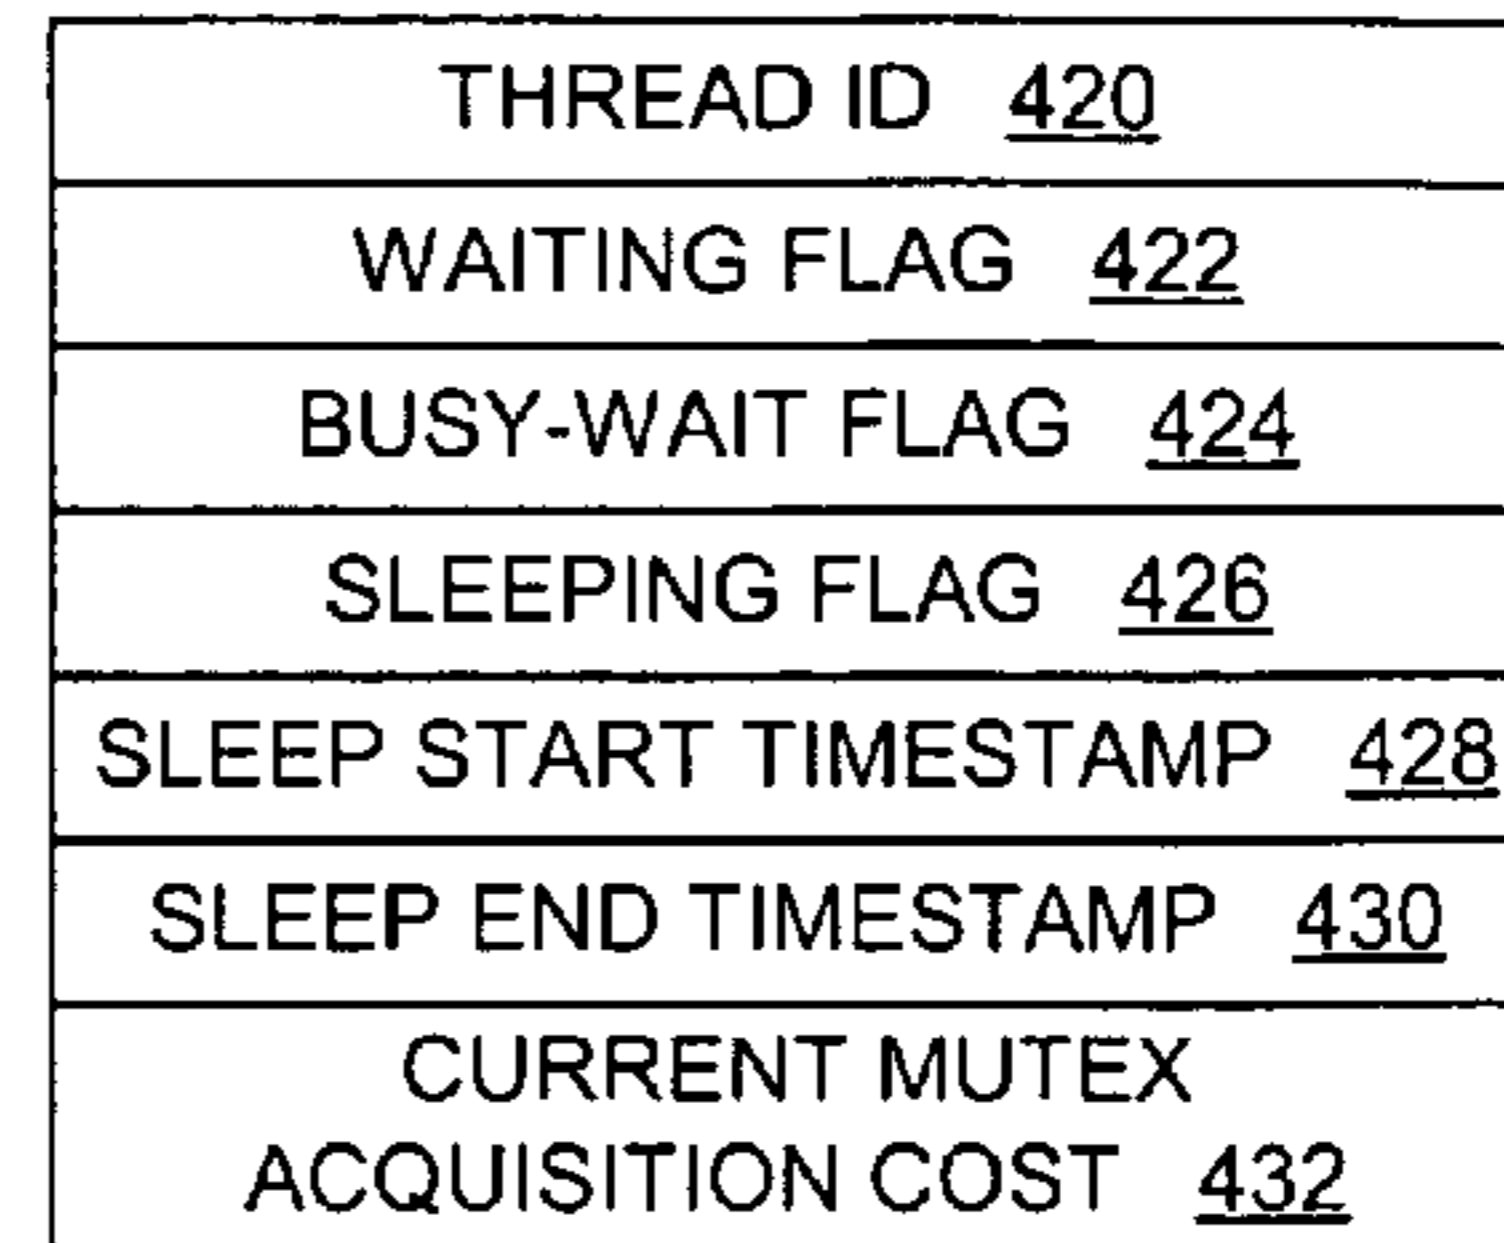 THREAD ID 420
WAITING FLAG 422
BUSY-WAIT FLAG 424
SLEEPING FLAG 426
SLEEP START TIMESTAMP 428
SLEEP END TIMESTAMP 430
CURRENT MUTEX
ACQUISITION COST 432